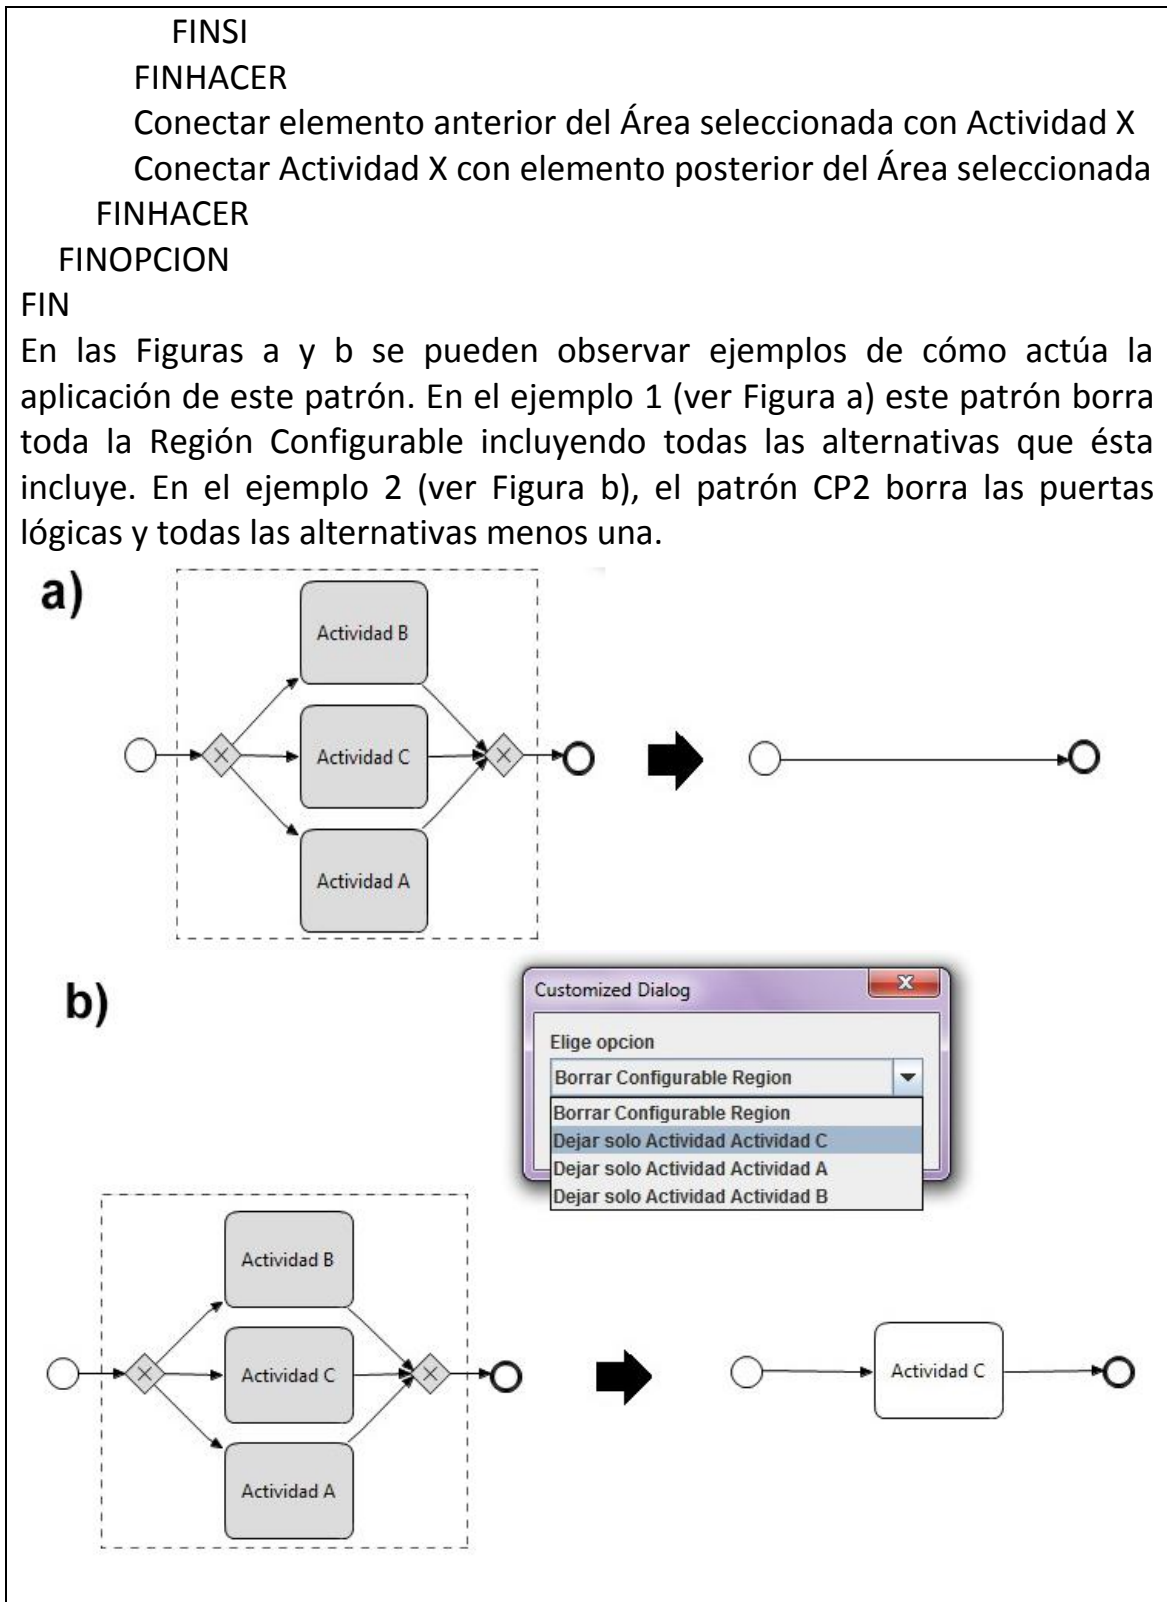 FINSI
FINHACER
Conectar elemento anterior del Área seleccionada con Actividad X
Conectar Actividad X con elemento posterior del Área seleccionada
FINHACER
FINOPCION
FIN
En las Figuras a y b se pueden observar ejemplos de cómo actúa la
aplicación de este patrón. En el ejemplo 1 (ver Figura a) este patrón borra
toda la Región Configurable incluyendo todas las alternativas que ésta
incluye. En el ejemplo 2 (ver Figura b), el patrón CP2 borra las puertas
lógicas y todas las alternativas menos una.
a)
Actividad B
Actividad C
Actividad A
b)
Customized Dialog
Elige opcion
Borrar Configurable Region
Borrar Configurable Region
Dejar solo Actividad Actividad C
Dejar solo Actividad Actividad A
Dejar solo Actividad Actividad B
Actividad B
Actividad C
Actividad A
Actividad C